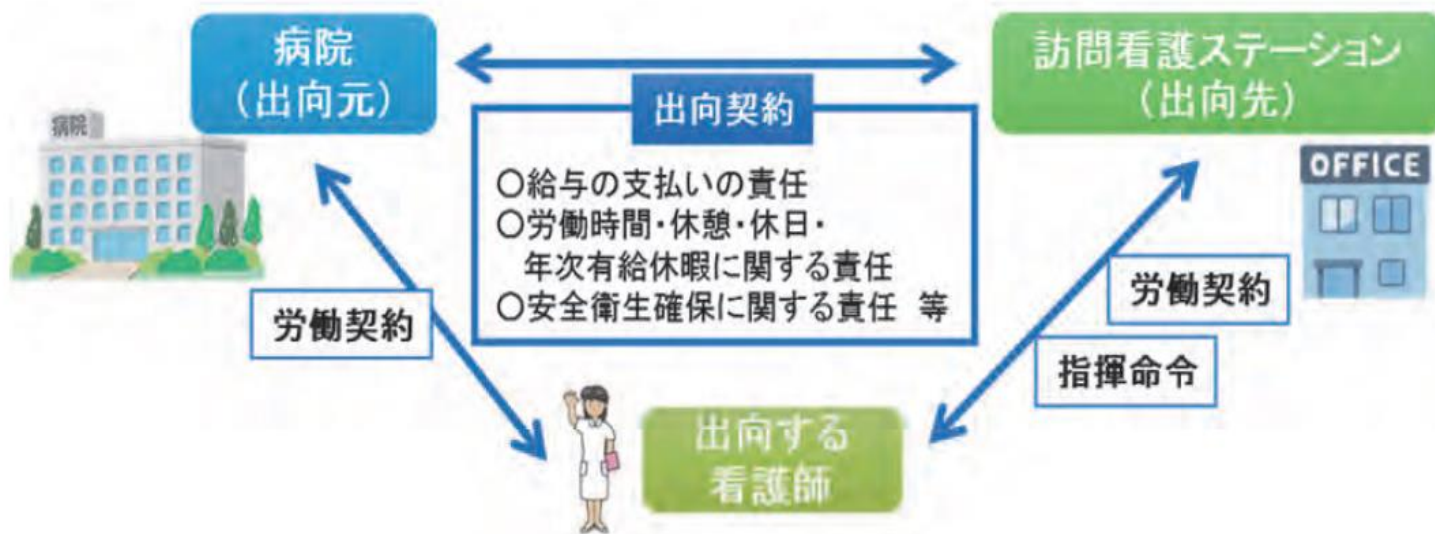 病院
（出向元）
訪問看護ステーション
（出向先）
病院
出向契約
OFFICE
○給与の支払いの責任
○労働時間・休憩・休日・
年次有給休暇に関する責任
○安全衛生確保に関する責任 等
労働契約
労働契約
指揮命令
出向する
看護師